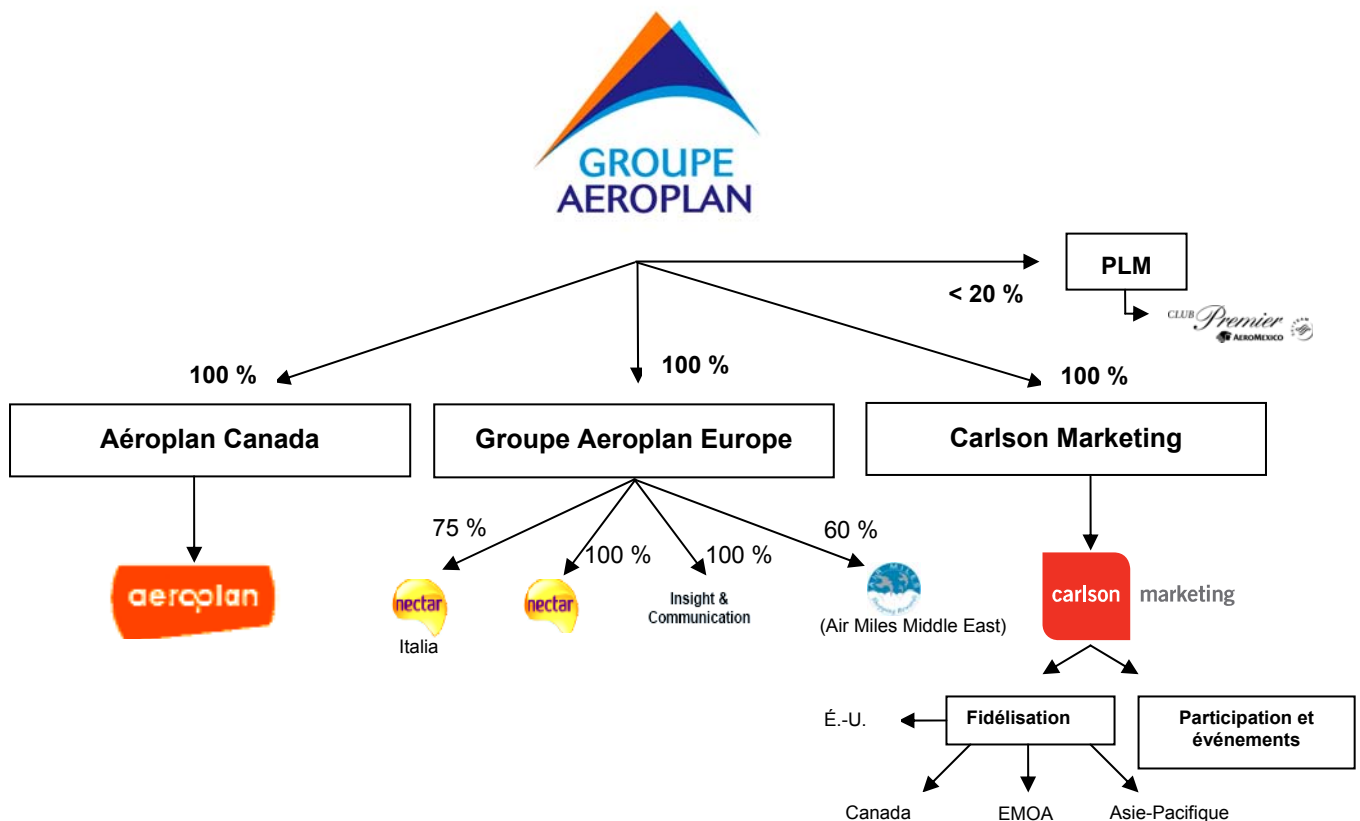 GROUPE
AEROPLAN
PLM
< 20 %
CLUB Premier
AEROMEXICO
100 %
100 %
100 %
Aéroplan Canada
Groupe Aeroplan Europe
Carlson Marketing
75 %
100 %
100 %
60 %
aeroplan
nectar
Italia
nectar
Insight &
Communication
(Air Miles Middle East)
carlson marketing
É.-U.
Fidélisation
Participation et
événements
Canada
EMOA
Asie-Pacifique